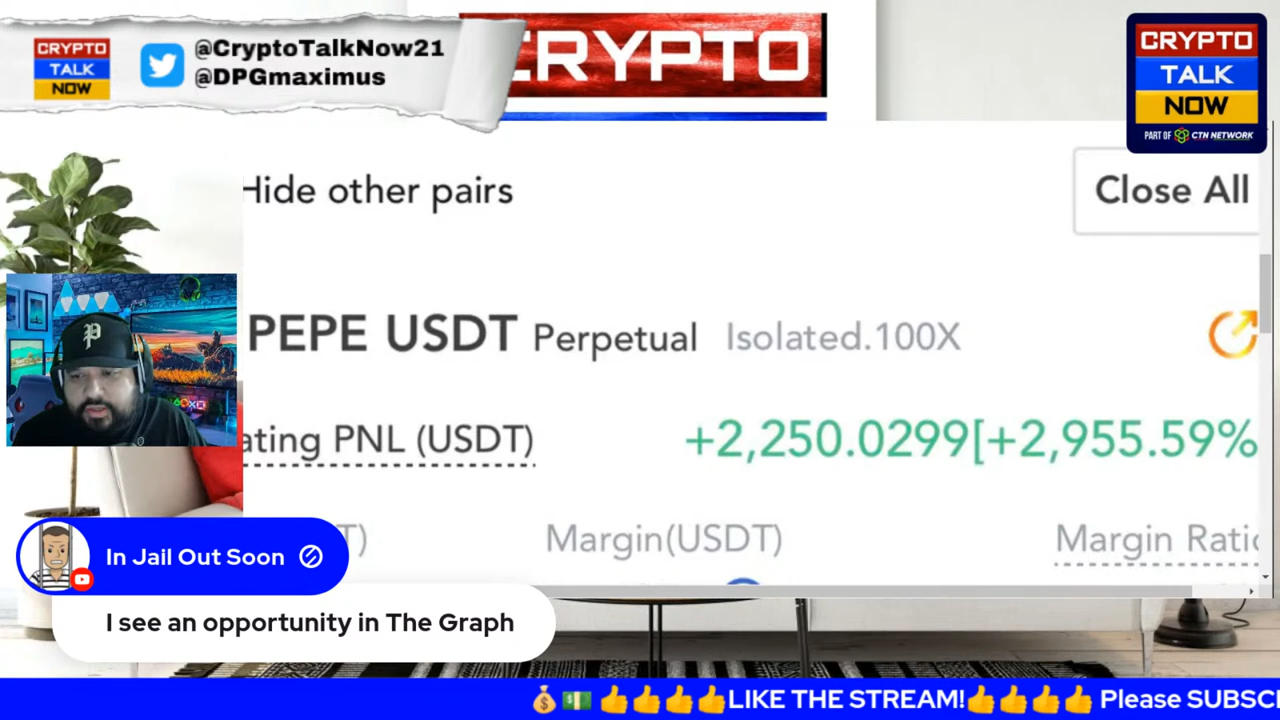 CRYPTO
TALK
NOW
@CryptoTalkNow21
@DPGmaximus
CRYPTO
CRYPTO
TALK
NOW
PART OF CTN NETWORK
Hide other pairs
Close All
PEPE USDT Perpetual Isolated.100X
ating PNL (USDT)
+2,250.0299[+2,955.59%
T)
Margin(USDT)
Margin Ratio
P
In Jail Out Soon
I see an opportunity in The Graph
💰💵 👍👍👍👍LIKE THE STREAM!👍👍👍👍 Please SUBSC